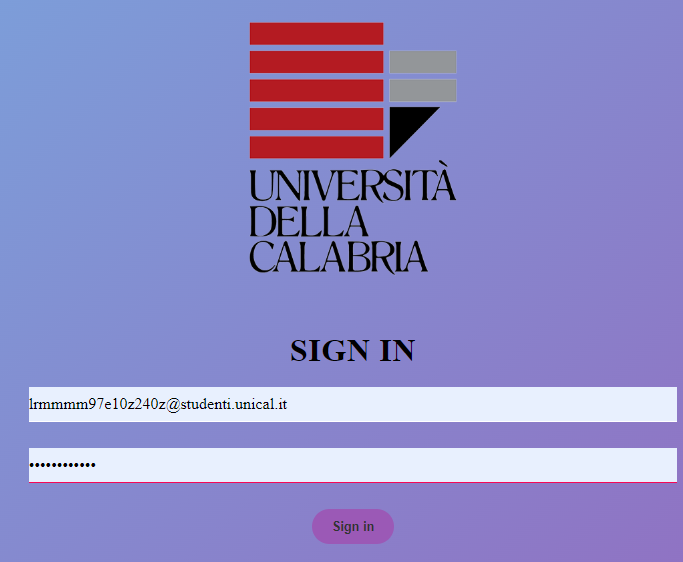 UNIVERSITÀ
DELLA
CALABRIA
SIGN IN
lrmmmm97e10z240z@studenti.unical.it
••••••••••••
Sign in